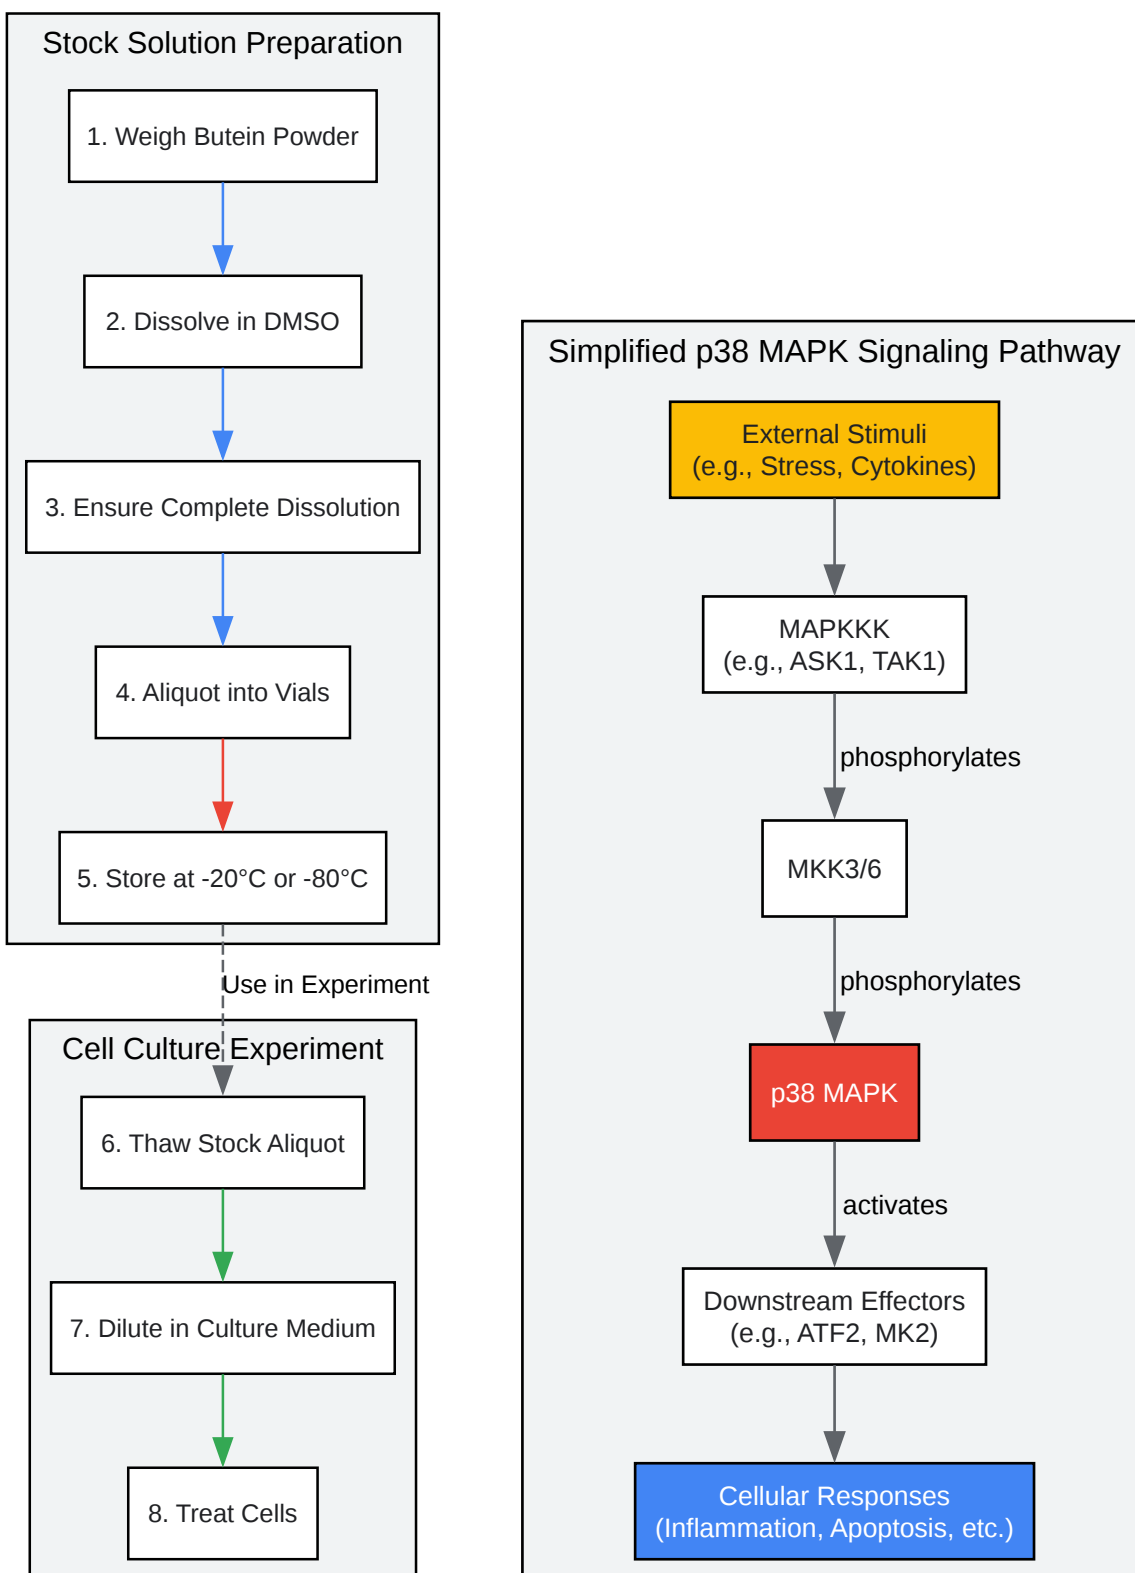 Stock Solution Preparation
1. Weigh Butein Powder
2. Dissolve in DMSO
3. Ensure Complete Dissolution
4. Aliquot into Vials
5. Store at -20°C or -80°C
Use in Experiment
Cell Culture Experiment
6. Thaw Stock Aliquot
7. Dilute in Culture Medium
8. Treat Cells
Simplified p38 MAPK Signaling Pathway
External Stimuli
(e.g., Stress, Cytokines)
MAPKKK
(e.g., ASK1, TAK1)
phosphorylates
MKK3/6
phosphorylates
p38 MAPK
activates
Downstream Effectors
(e.g., ATF2, MK2)
Cellular Responses
(Inflammation, Apoptosis, etc.)